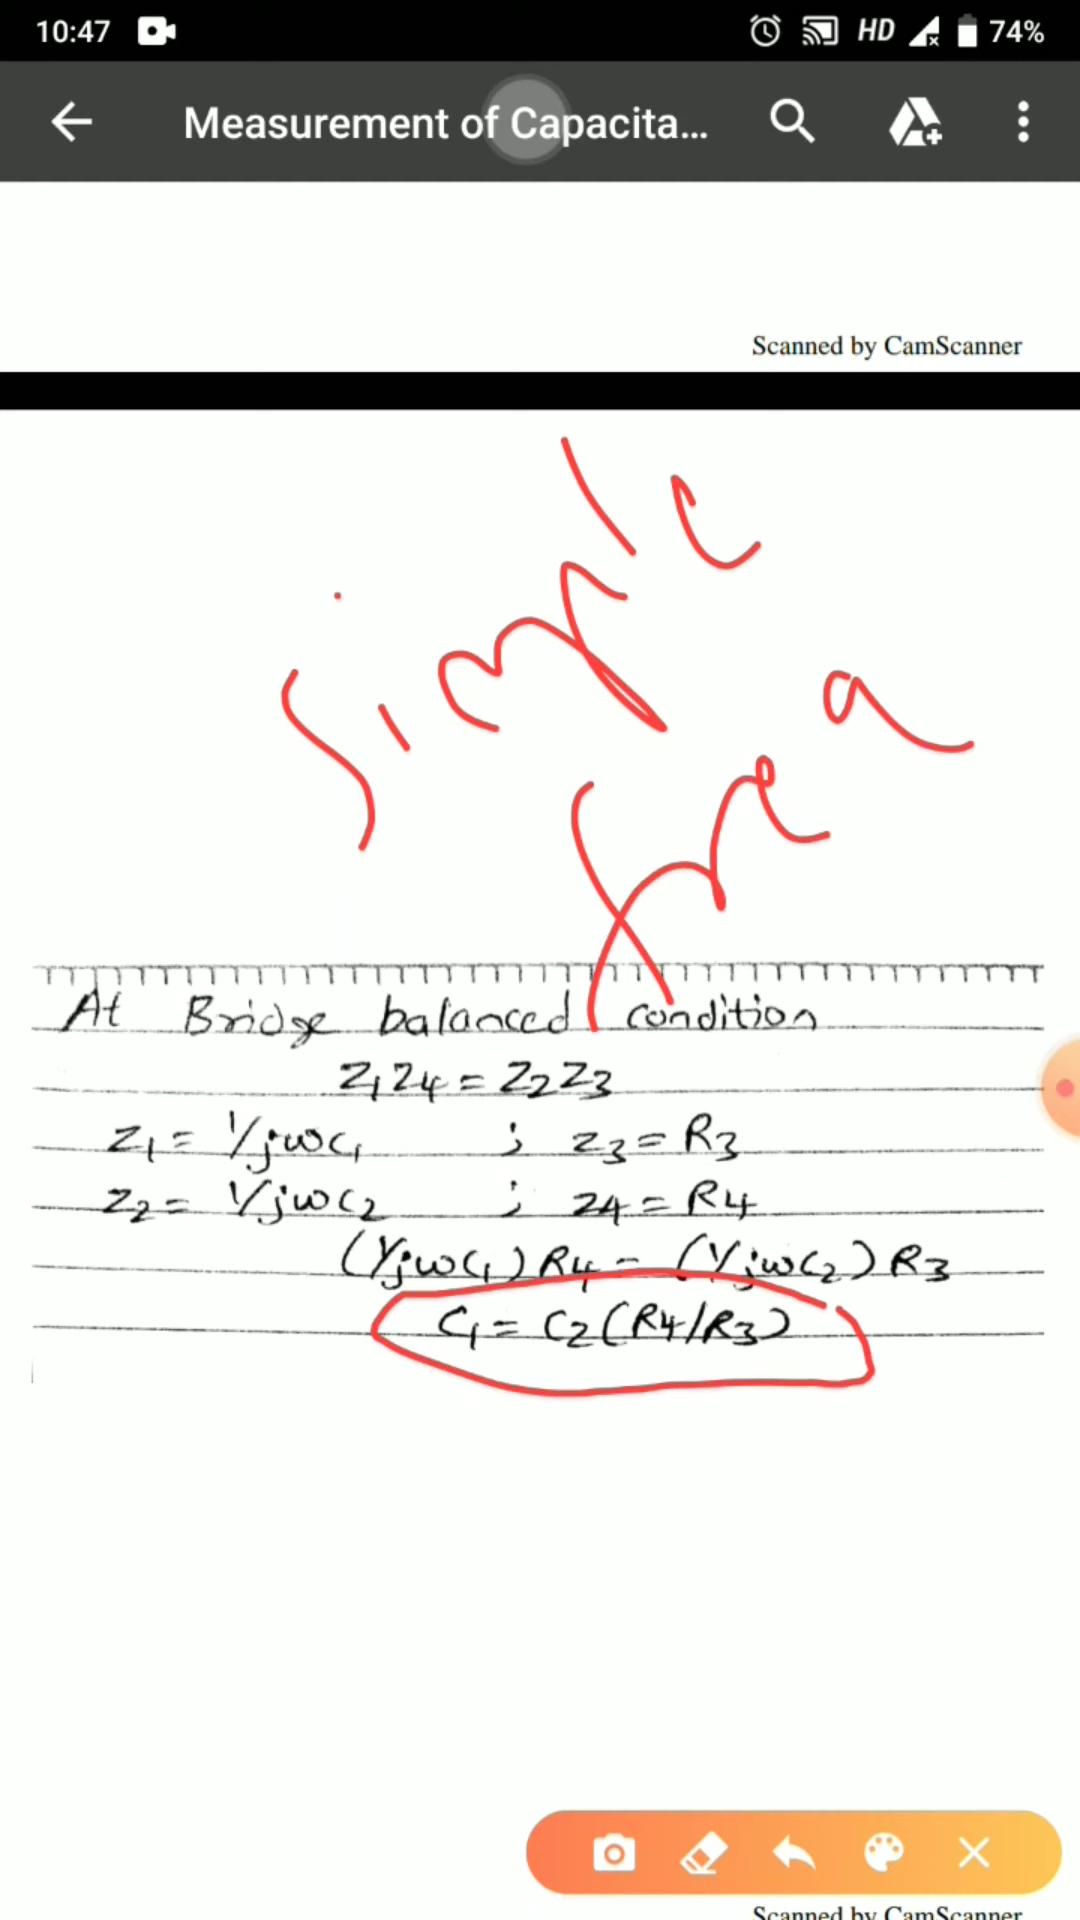 10:47 HD 74%
Measurement of Capacita...
Scanned by CamScanner
At Bridge balanced condition
Z1Z4 = Z2Z3
Z1 = 1/jωC1 ; Z3 = R3
Z2 = 1/jωC2 ; Z4 = R4
(1/jωC1) R4 = (1/jωC2) R3
C1 = C2 (R4/R3)
Scanned by CamScanner